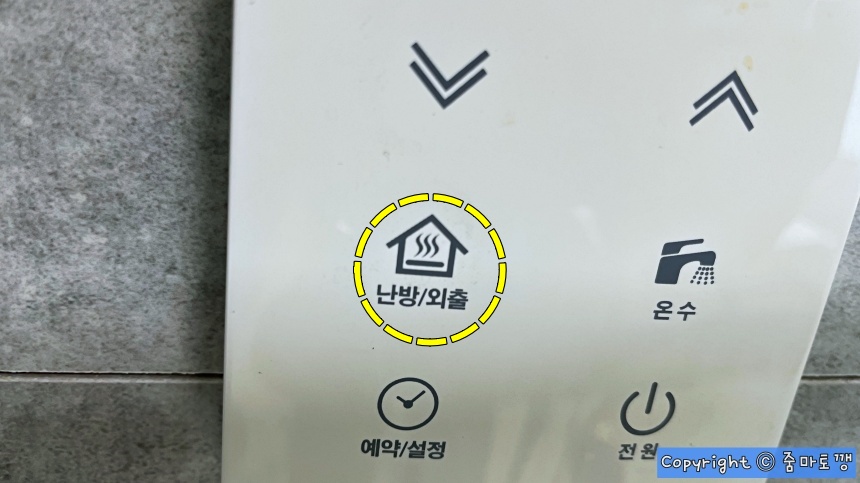 난방/외출
온수
예약/설정
전원
Copyright ⓒ 줌마토깽